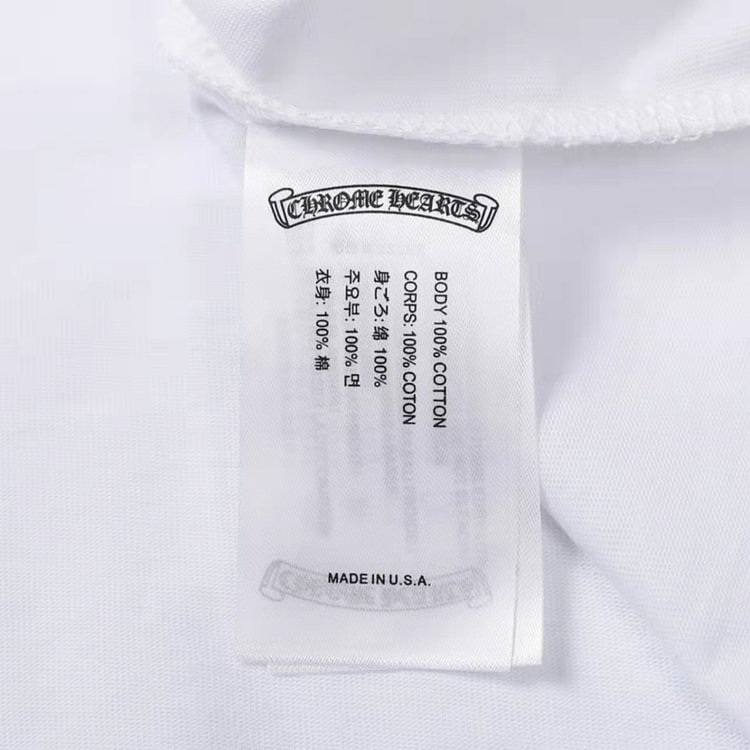 CHROME HEARTS
BODY 100% COTTON
CORPS: 100% COTON
身ごろ: 绵 100%
주요부: 100% 면
衣身: 100% 棉
MADE IN U.S.A.